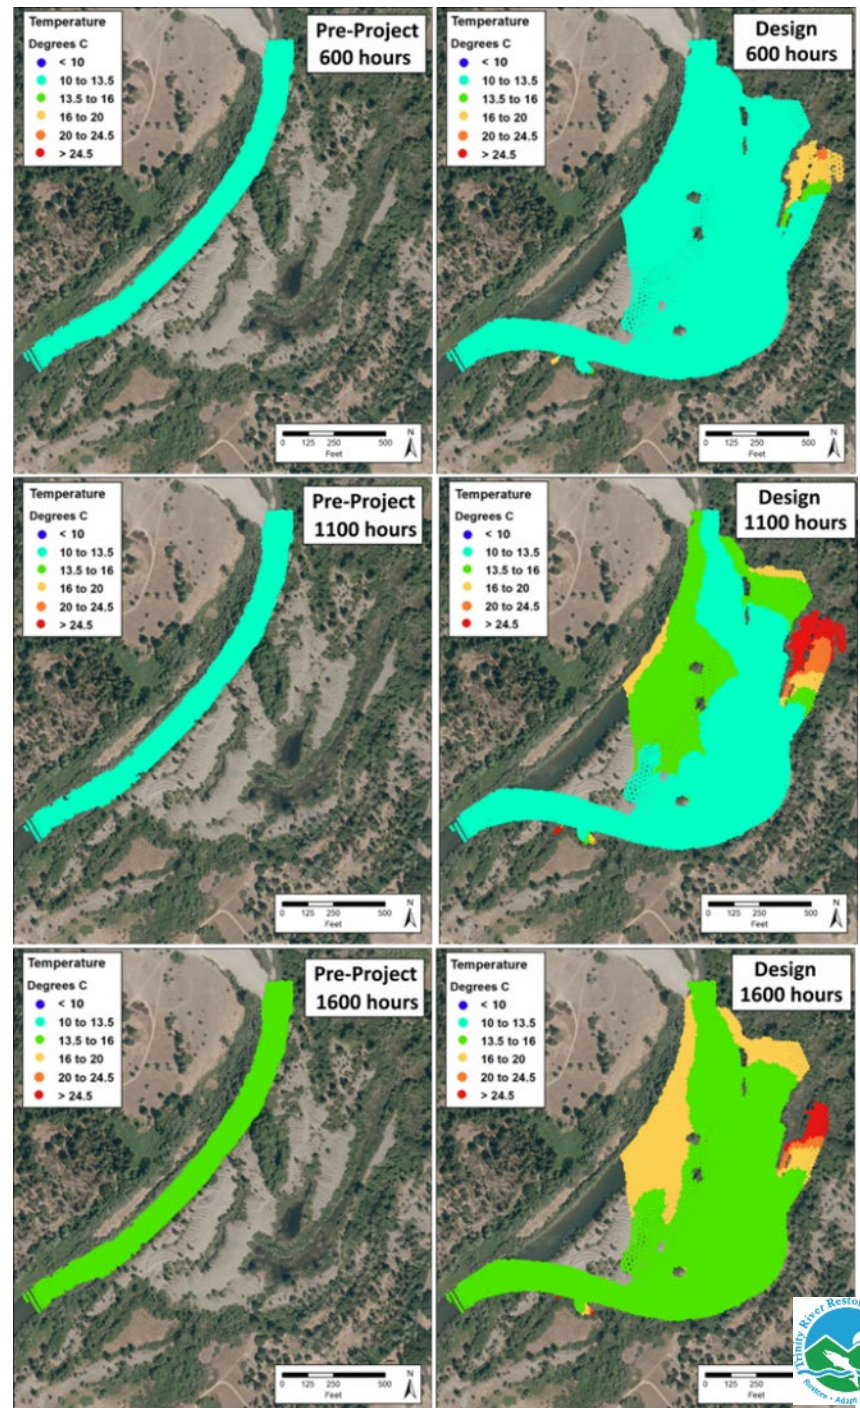 Temperature
Degrees C
< 10
10 to 13.5
13.5 to 16
16 to 20
20 to 24.5
> 24.5
Pre-Project
600 hours
N
0 125 250 500
Feet
Temperature
Degrees C
< 10
10 to 13.5
13.5 to 16
16 to 20
20 to 24.5
> 24.5
Design
600 hours
N
0 125 250 500
Feet
Temperature
Degrees C
< 10
10 to 13.5
13.5 to 16
16 to 20
20 to 24.5
> 24.5
Pre-Project
1100 hours
N
0 125 250 500
Feet
Temperature
Degrees C
< 10
10 to 13.5
13.5 to 16
16 to 20
20 to 24.5
> 24.5
Design
1100 hours
N
0 125 250 500
Feet
Temperature
Degrees C
< 10
10 to 13.5
13.5 to 16
16 to 20
20 to 24.5
> 24.5
Pre-Project
1600 hours
N
0 125 250 500
Feet
Temperature
Degrees C
< 10
10 to 13.5
13.5 to 16
16 to 20
20 to 24.5
> 24.5
Design
1600 hours
0 125 250
Feet
Trinity River Resto
Restore • Adap